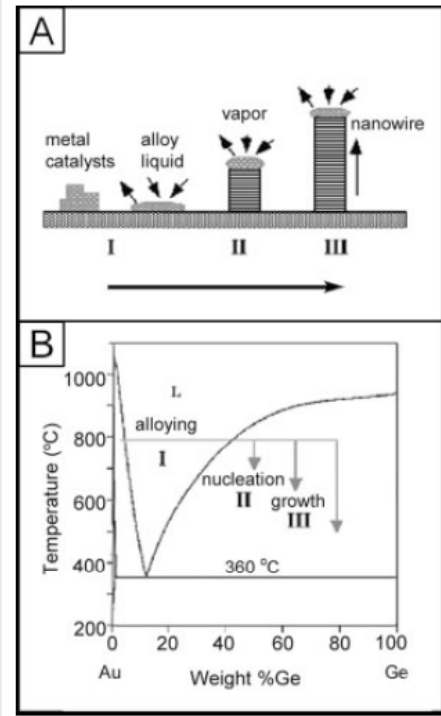 A
metal
catalysts
alloy
liquid
vapor
nanowire
I
II
III
B
Temperature (°C)
1000
800
600
400
200
L
alloying
I
nucleation
II
growth
III
360 °C
0
20
40
60
80
100
Au
Weight %Ge
Ge